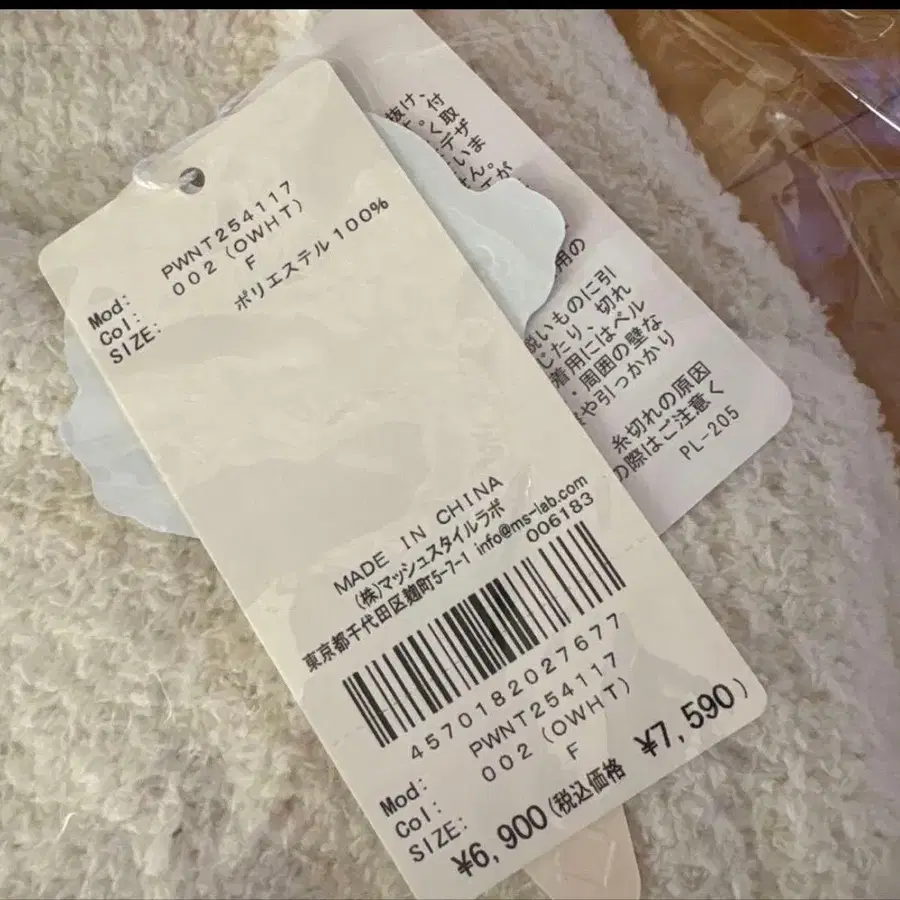 Mod: PWNT254117
Col: 002 (OWHT)
SIZE: F
ポリエステル100%
MADE IN CHINA
(株)マッシュスタイルラボ
東京都千代田区麹町5-7-1 info@ms-lab.com
006183
4570182027677
Mod: PWNT254117
Col: 002 (OWHT)
SIZE: F
¥6,900(税込価格 ¥7,590)
抜け、
付
く取
デザ
いま
ん。
が
用の
いものに引
じたり、切れ
着用にはベル
・周囲の壁な
や引っかかり
糸切れの原因
の際はご注意く
PL-205